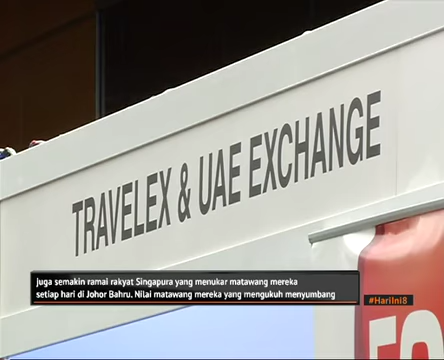 TRAVELEX & UAE EXCHANGE
Juga semakin ramai rakyat Singapura yang menukar matawang mereka
setiap hari di Johor Bahru. Nilai matawang mereka yang mengukuh menyumbang
#HariIni8